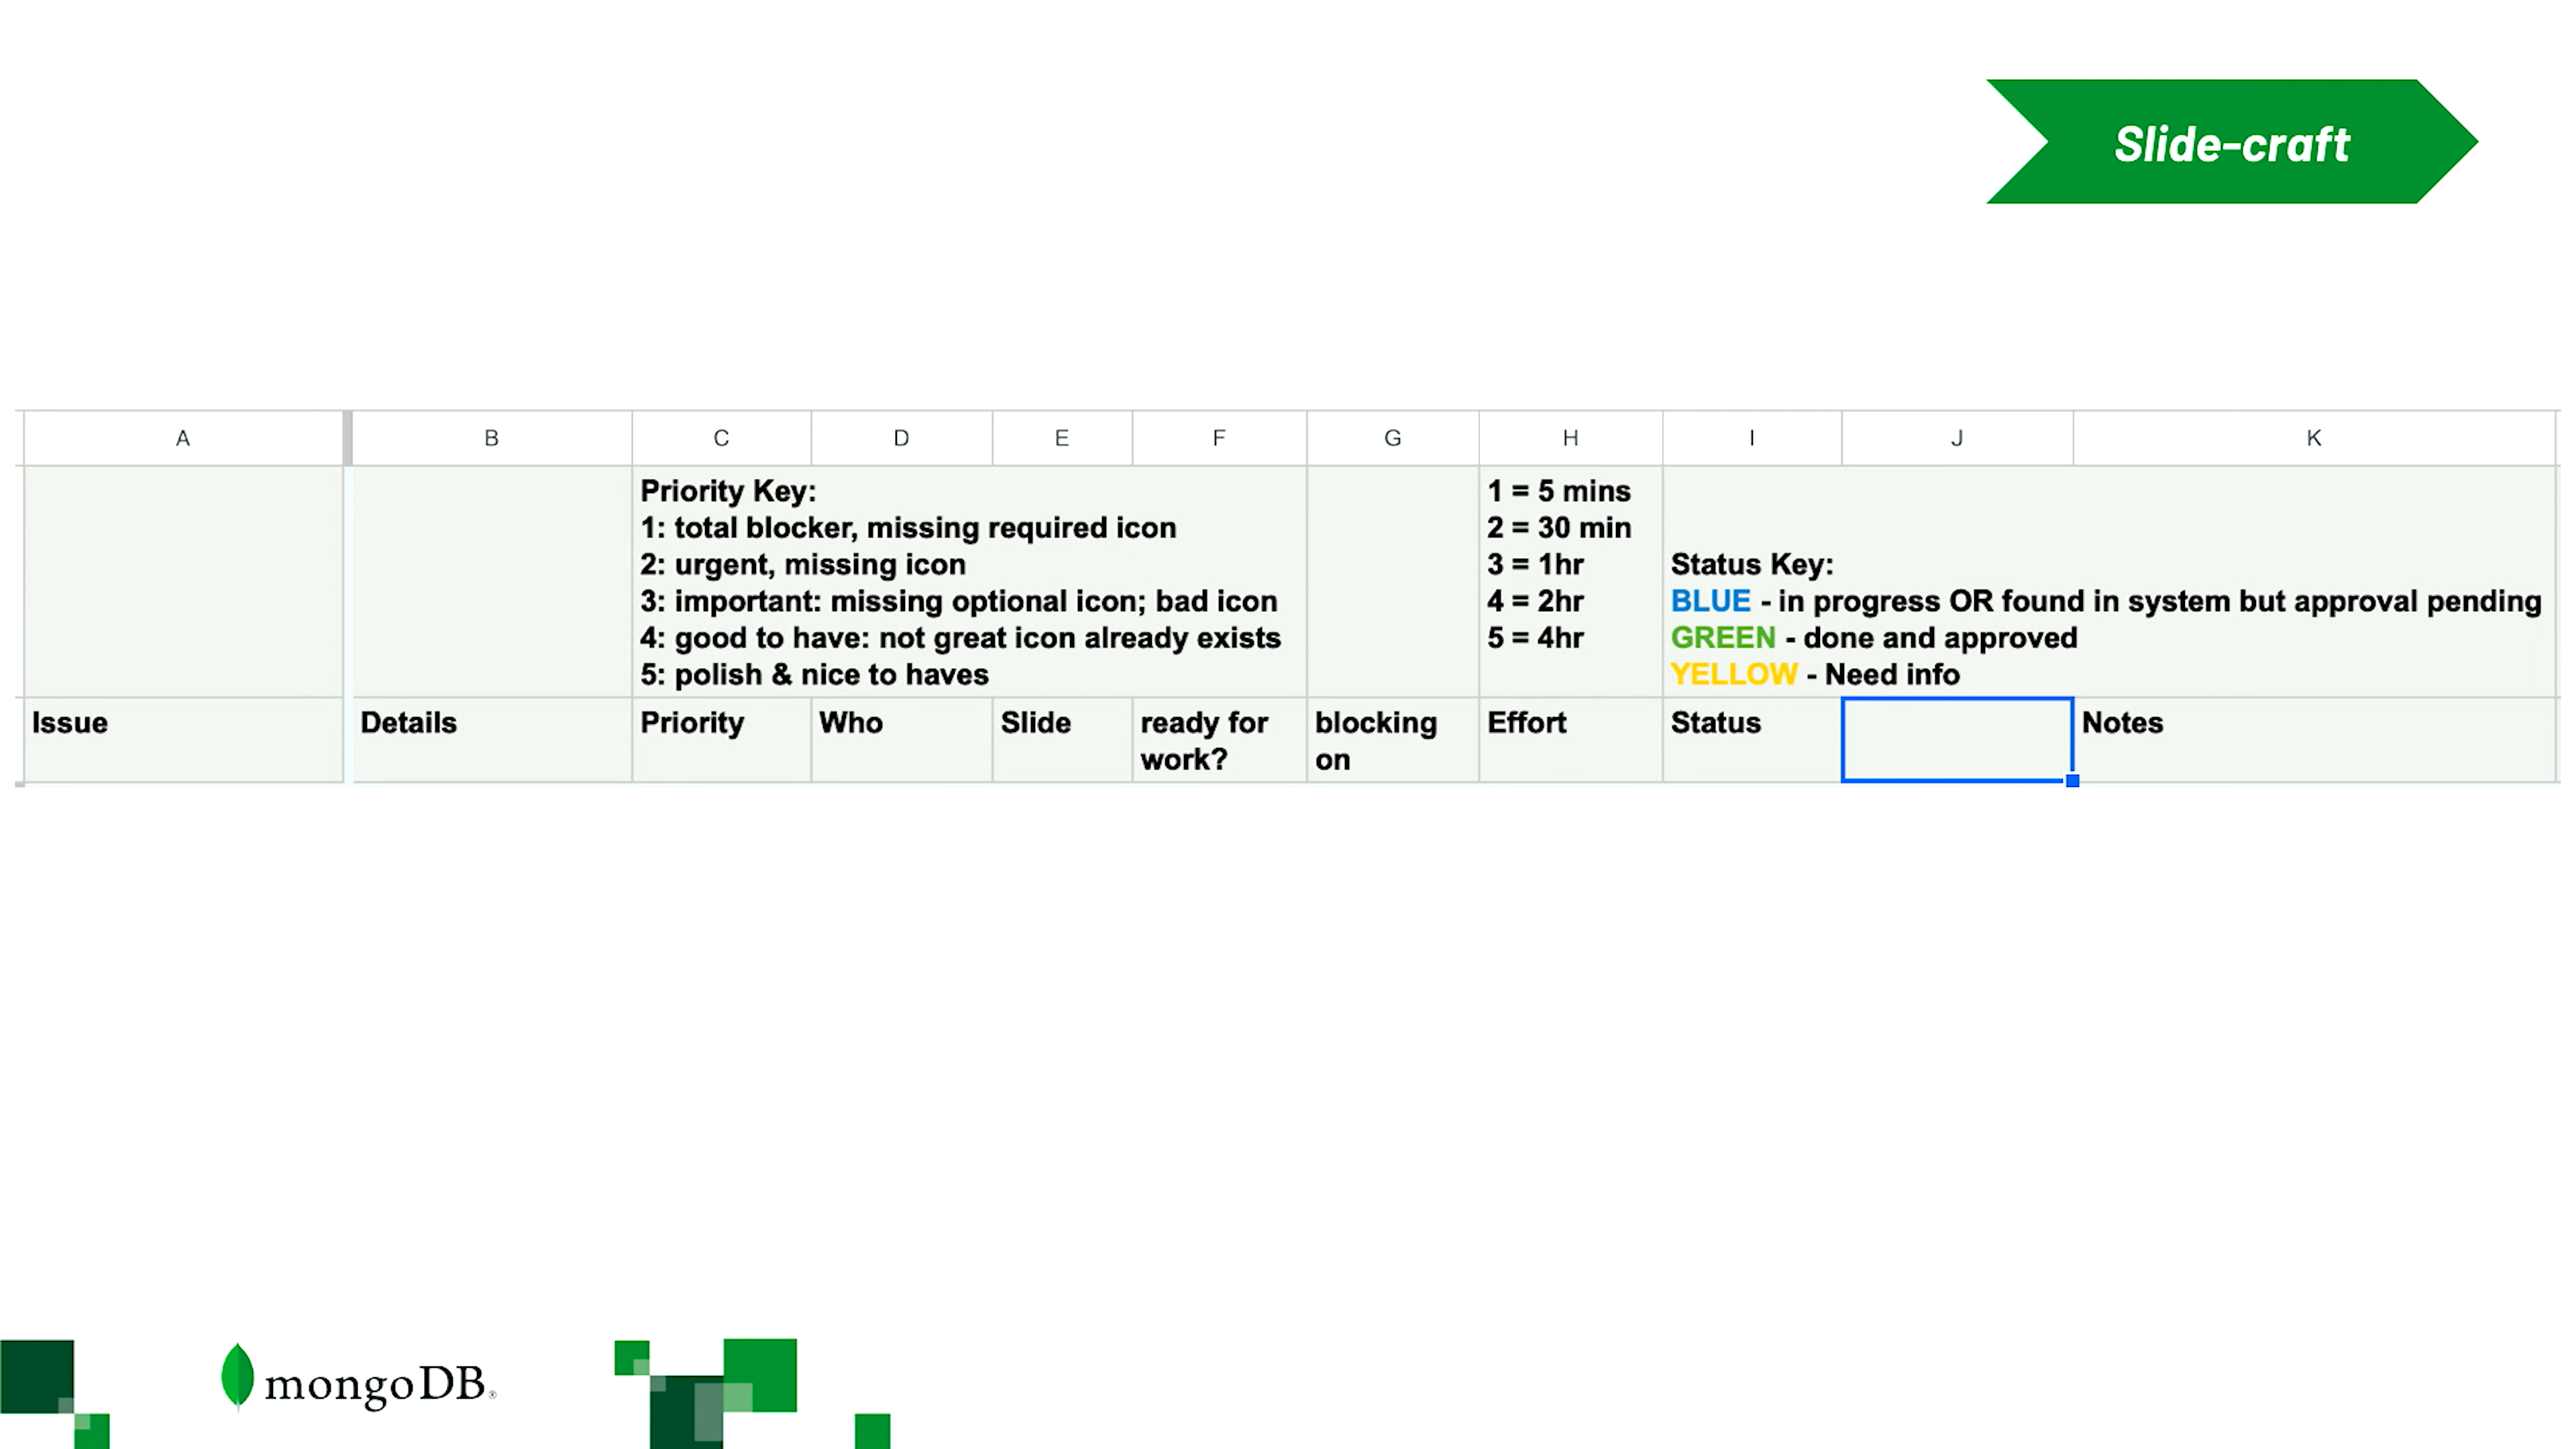 Slide-craft
A B C D E F G H I J K
Priority Key:
1: total blocker, missing required icon
2: urgent, missing icon
3: important: missing optional icon; bad icon
4: good to have: not great icon already exists
5: polish & nice to haves
1 = 5 mins
2 = 30 min
3 = 1hr
4 = 2hr
5 = 4hr
Status Key:
BLUE - in progress OR found in system but approval pending
GREEN - done and approved
YELLOW - Need info
Issue
Details
Priority
Who
Slide
ready for
work?
blocking
on
Effort
Status
Notes
mongoDB®